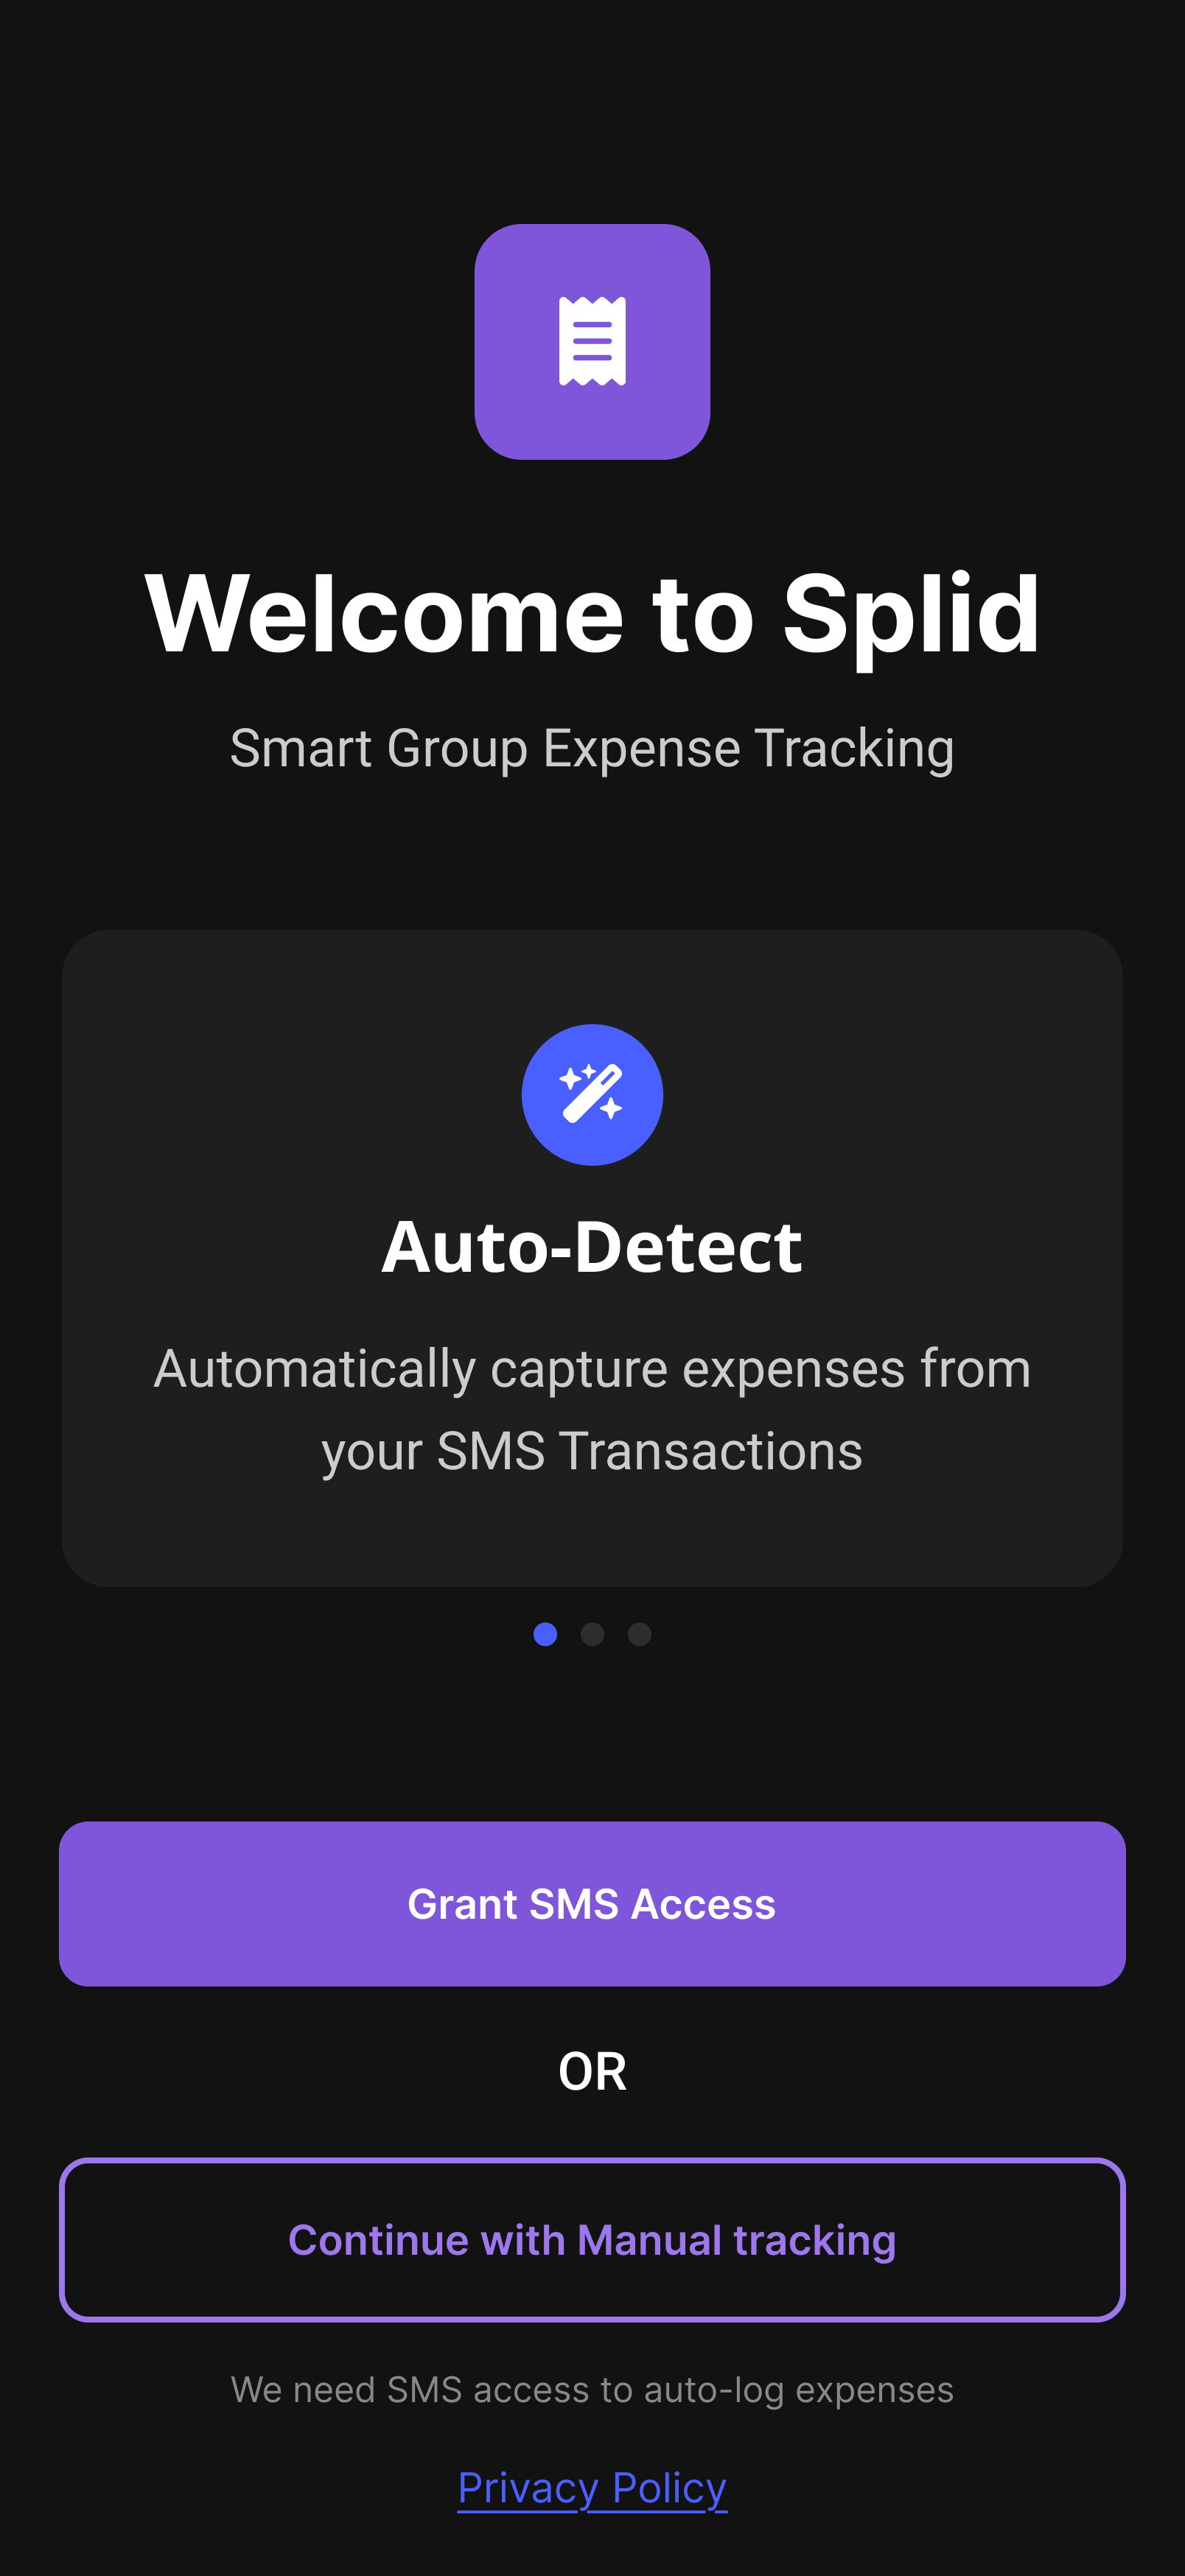 Welcome to Splid
Smart Group Expense Tracking
Auto-Detect
Automatically capture expenses from
your SMS Transactions
Grant SMS Access
OR
Continue with Manual tracking
We need SMS access to auto-log expenses
Privacy Policy